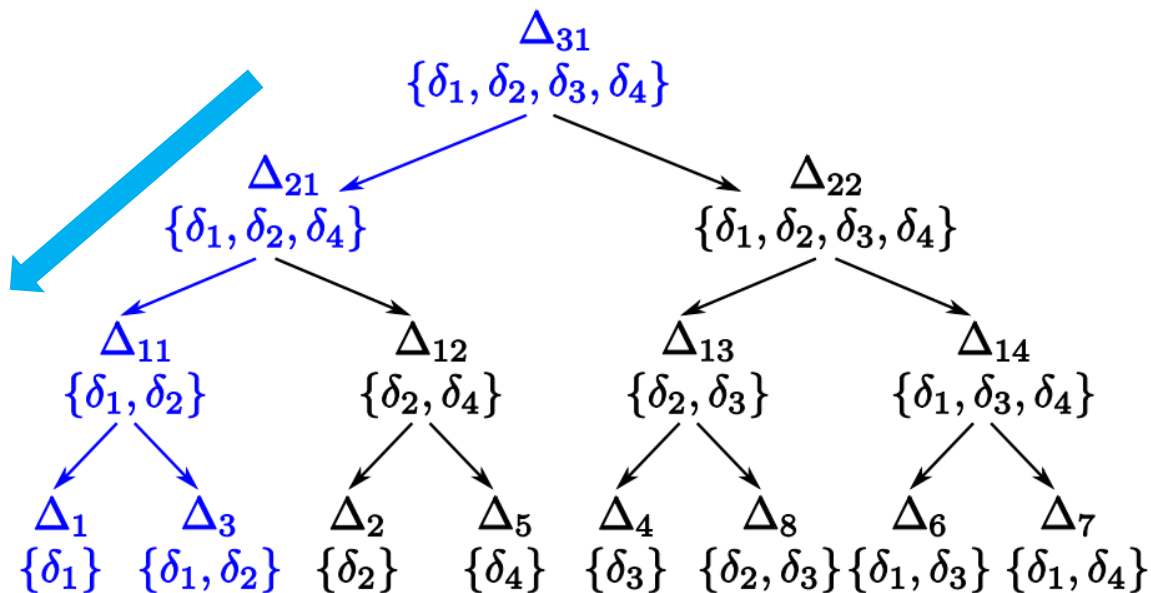 Δ₃₁
{δ₁, δ₂, δ₃, δ₄}
Δ₂₁ Δ₂₂
{δ₁, δ₂, δ₄} {δ₁, δ₂, δ₃, δ₄}
Δ₁₁ Δ₁₂ Δ₁₃ Δ₁₄
{δ₁, δ₂} {δ₂, δ₄} {δ₂, δ₃} {δ₁, δ₃, δ₄}
Δ₁ Δ₃ Δ₂ Δ₅ Δ₄ Δ₈ Δ₆ Δ₇
{δ₁} {δ₁, δ₂} {δ₂} {δ₄} {δ₃} {δ₂, δ₃} {δ₁, δ₃} {δ₁, δ₄}